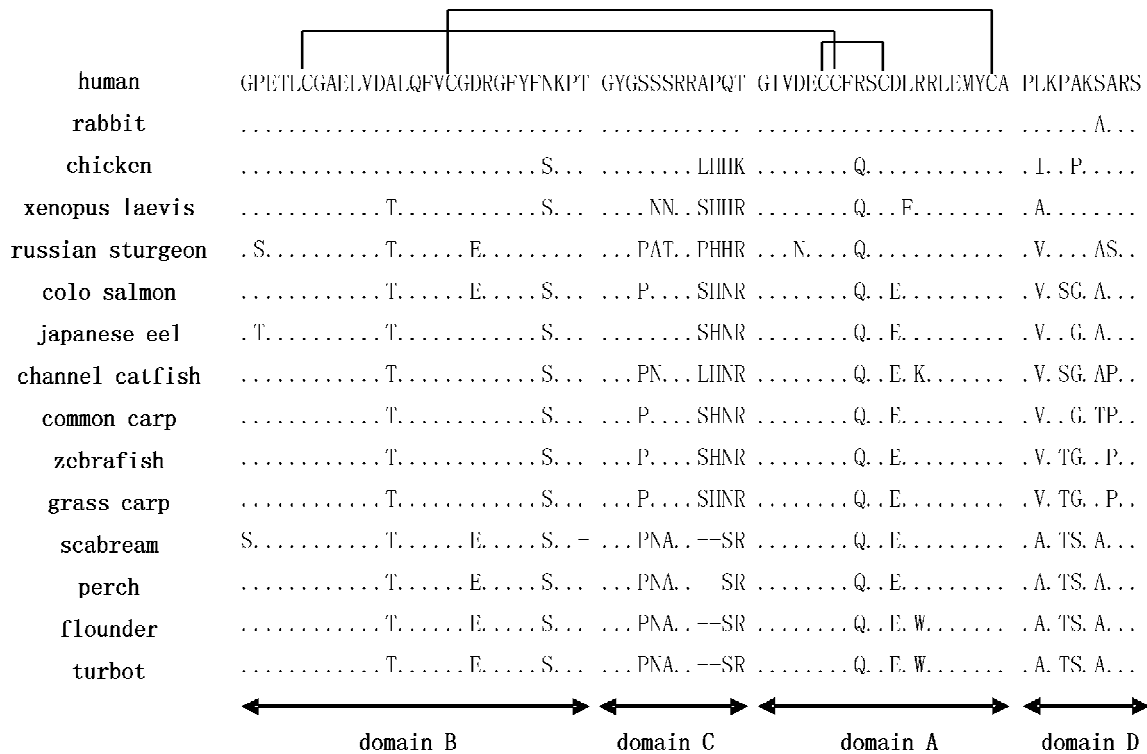 human GPETLCGAELVDALQFVCGDRGFYFNKPT GYGSSSRRAPQT GIVDECCFRSCDLRRLEMYCA PLKPAKSARS
rabbit ............................. ............ ..................... ......A...
chicken .........................S... ........LHHK ........Q............ .I..P.....
xenopus laevis ............T............S... ....NN..SHHR ........Q...F........ .A........
russian sturgeon .S..........T......E......... ...PAT..PHHR ...N....Q............ .V....AS..
colo salmon ............T......E.....S... ...P....SHNR ........Q..E......... .V.SG.A...
japanese eel .T..........T............S... ........SHNR ........Q..E......... .V..G.A...
channel catfish ............T............S... ...PN...LHNR ........Q..E.K....... .V.SG.AP..
common carp ............T............S... ...P....SHNR ........Q..E......... .V..G.TP..
zebrafish ............T............S... ...P....SHNR ........Q..E......... .V.TG..P..
grass carp ............T............S... ...P....SHNR ........Q..E......... .V.TG..P..
seabream S...........T......E.....S..- ...PNA..--SR ........Q..E......... .A.TS.A...
perch ............T......E.....S... ...PNA..  SR ........Q..E......... .A.TS.A...
flounder ............T......E.....S... ...PNA..--SR ........Q..E.W....... .A.TS.A...
turbot ............T......E.....S... ...PNA..--SR ........Q..E.W....... .A.TS.A...
domain B domain C domain A domain D